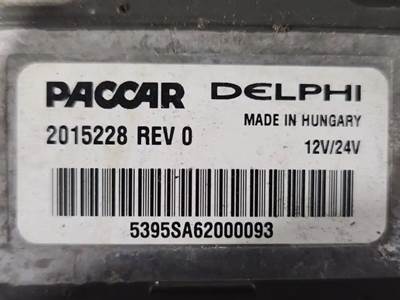 PACCAR DELPHI
2015228 REV 0 MADE IN HUNGARY
12V/24V
5395SA62000093